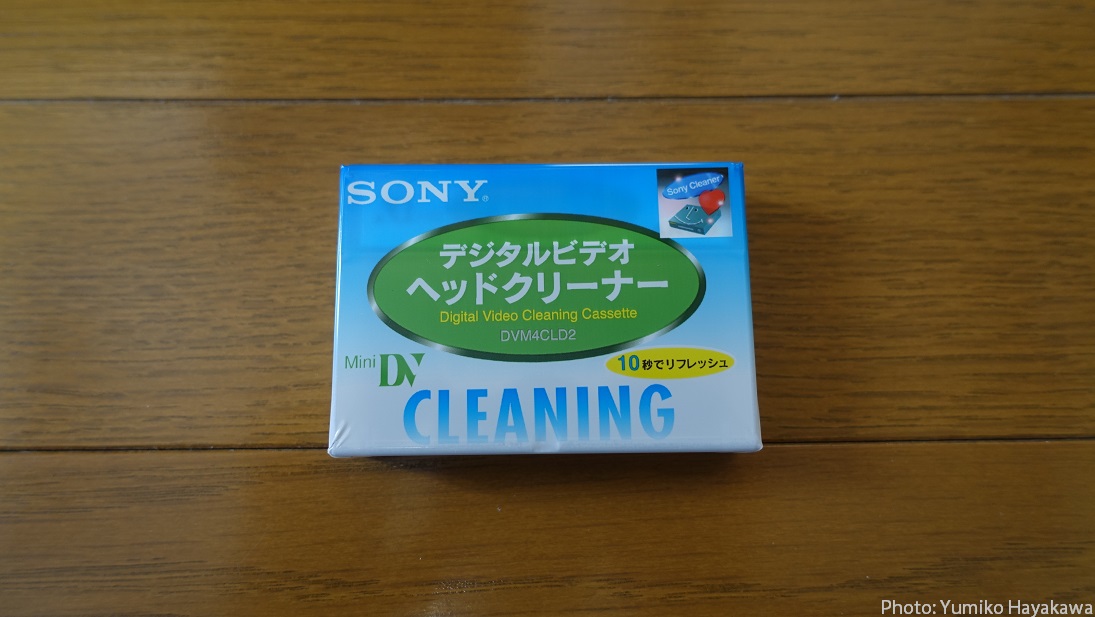 SONY®
Sony Cleaner
デジタルビデオ
ヘッドクリーナー
Digital Video Cleaning Cassette
DVM4CLD2
Mini DV
10秒でリフレッシュ
CLEANING
Photo: Yumiko Hayakawa